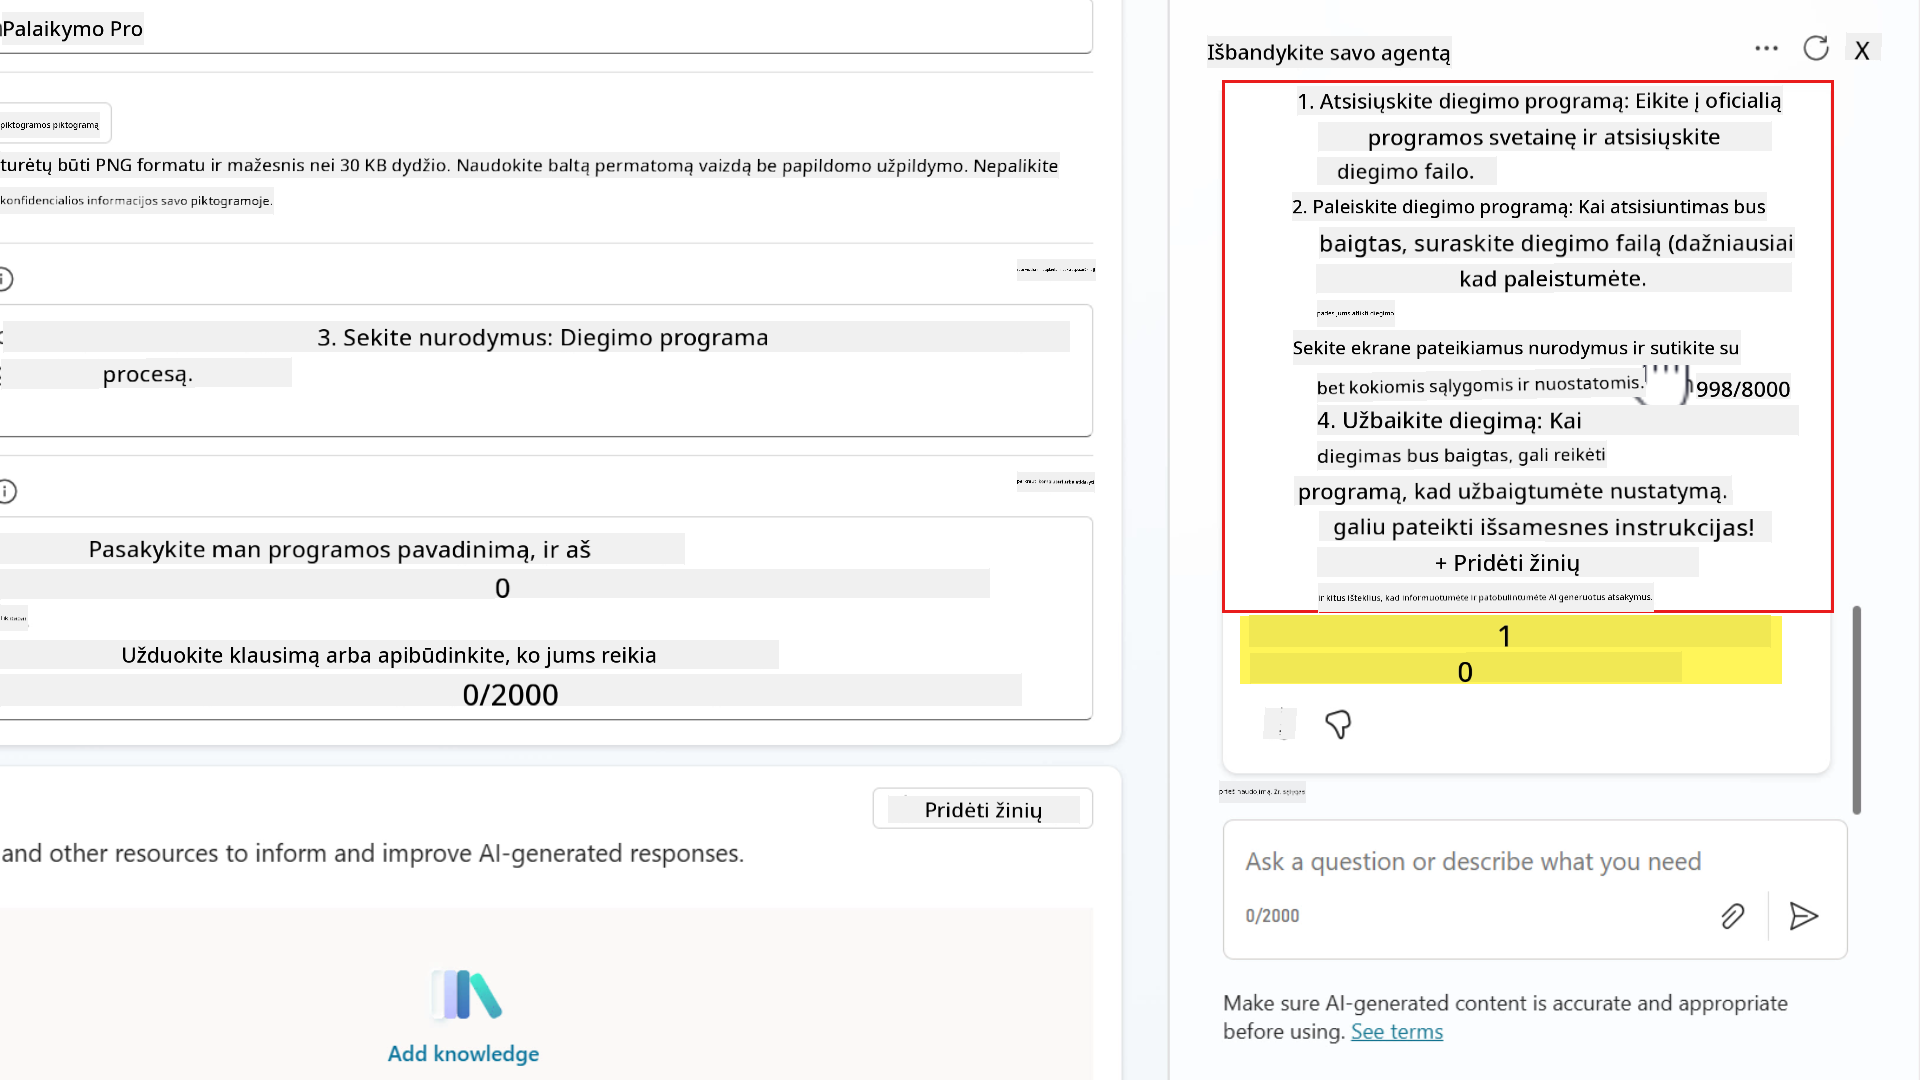 Palaikymo Pro
piktogramos piktogramą
turėtų būti PNG formatu ir mažesnis nei 30 KB dydžio. Naudokite baltą permatomą vaizdą be papildomo užpildymo. Nepalikite
konfidencialios informacijos savo piktogramoje.
3. Sekite nurodymus: Diegimo programa
procesą.
Pasakykite man programos pavadinimą, ir aš
0
Užduokite klausimą arba apibūdinkite, ko jums reikia
0/2000
Pridėti žinių
and other resources to inform and improve AI-generated responses.
Add knowledge
Išbandykite savo agentą
X
1. Atsisiųskite diegimo programą: Eikite į oficialią
programos svetainę ir atsisiųskite
diegimo failo.
2. Paleiskite diegimo programą: Kai atsisiuntimas bus
baigtas, suraskite diegimo failą (dažniausiai
kad paleistumėte.
padės jums atlikti diegimo
Sekite ekrane pateikiamus nurodymus ir sutikite su
bet kokiomis sąlygomis ir nuostatomis.
998/8000
4. Užbaikite diegimą: Kai
diegimas bus baigtas, gali reikėti
programą, kad užbaigtumėte nustatymą.
galiu pateikti išsamesnes instrukcijas!
+ Pridėti žinių
ir kitus išteklius, kad informuotumėte ir patobulintumėte AI generuotus atsakymus.
1
0
prieš naudojimą. Žr. sąlygas
Ask a question or describe what you need
0/2000
Make sure AI-generated content is accurate and appropriate
before using. See terms